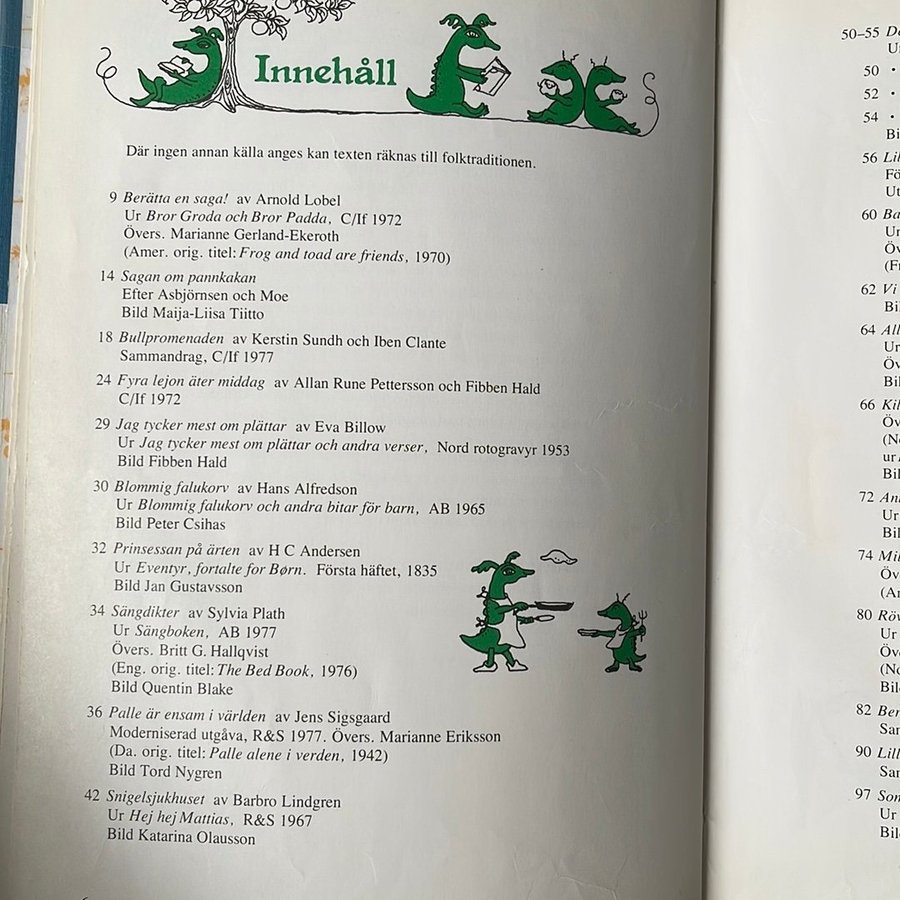 Innehåll
Där ingen annan källa anges kan texten räknas till folktraditionen.
9 Berätta en saga! av Arnold Lobel
Ur Bror Groda och Bror Padda, C/If 1972
Övers. Marianne Gerland-Ekeroth
(Amer. orig. titel: Frog and toad are friends, 1970)
14 Sagan om pannkakan
Efter Asbjörnsen och Moe
Bild Maija-Liisa Tiitto
18 Bullpromenaden av Kerstin Sundh och Iben Clante
Sammandrag, C/If 1977
24 Fyra lejon äter middag av Allan Rune Pettersson och Fibben Hald
C/If 1972
29 Jag tycker mest om plättar av Eva Billow
Ur Jag tycker mest om plättar och andra verser, Nord rotogravyr 1953
Bild Fibben Hald
30 Blommig falukorv av Hans Alfredson
Ur Blommig falukorv och andra bitar för barn, AB 1965
Bild Peter Csihas
32 Prinsessan på ärten av H C Andersen
Ur Eventyr, fortalte for Børn. Första häftet, 1835
Bild Jan Gustavsson
34 Sängdikter av Sylvia Plath
Ur Sängboken, AB 1977
Övers. Britt G. Hallqvist
(Eng. orig. titel: The Bed Book, 1976)
Bild Quentin Blake
36 Palle är ensam i världen av Jens Sigsgaard
Moderniserad utgåva, R&S 1977. Övers. Marianne Eriksson
(Da. orig. titel: Palle alene i verden, 1942)
Bild Tord Nygren
42 Snigelsjukhuset av Barbro Lindgren
Ur Hej hej Mattias, R&S 1967
Bild Katarina Olausson
50–55
50 •
52 •
54 •
56
60
Ur
62 Vi
64
Ur
66
72
Ur
74
80
Ur
82
90
97
Ur